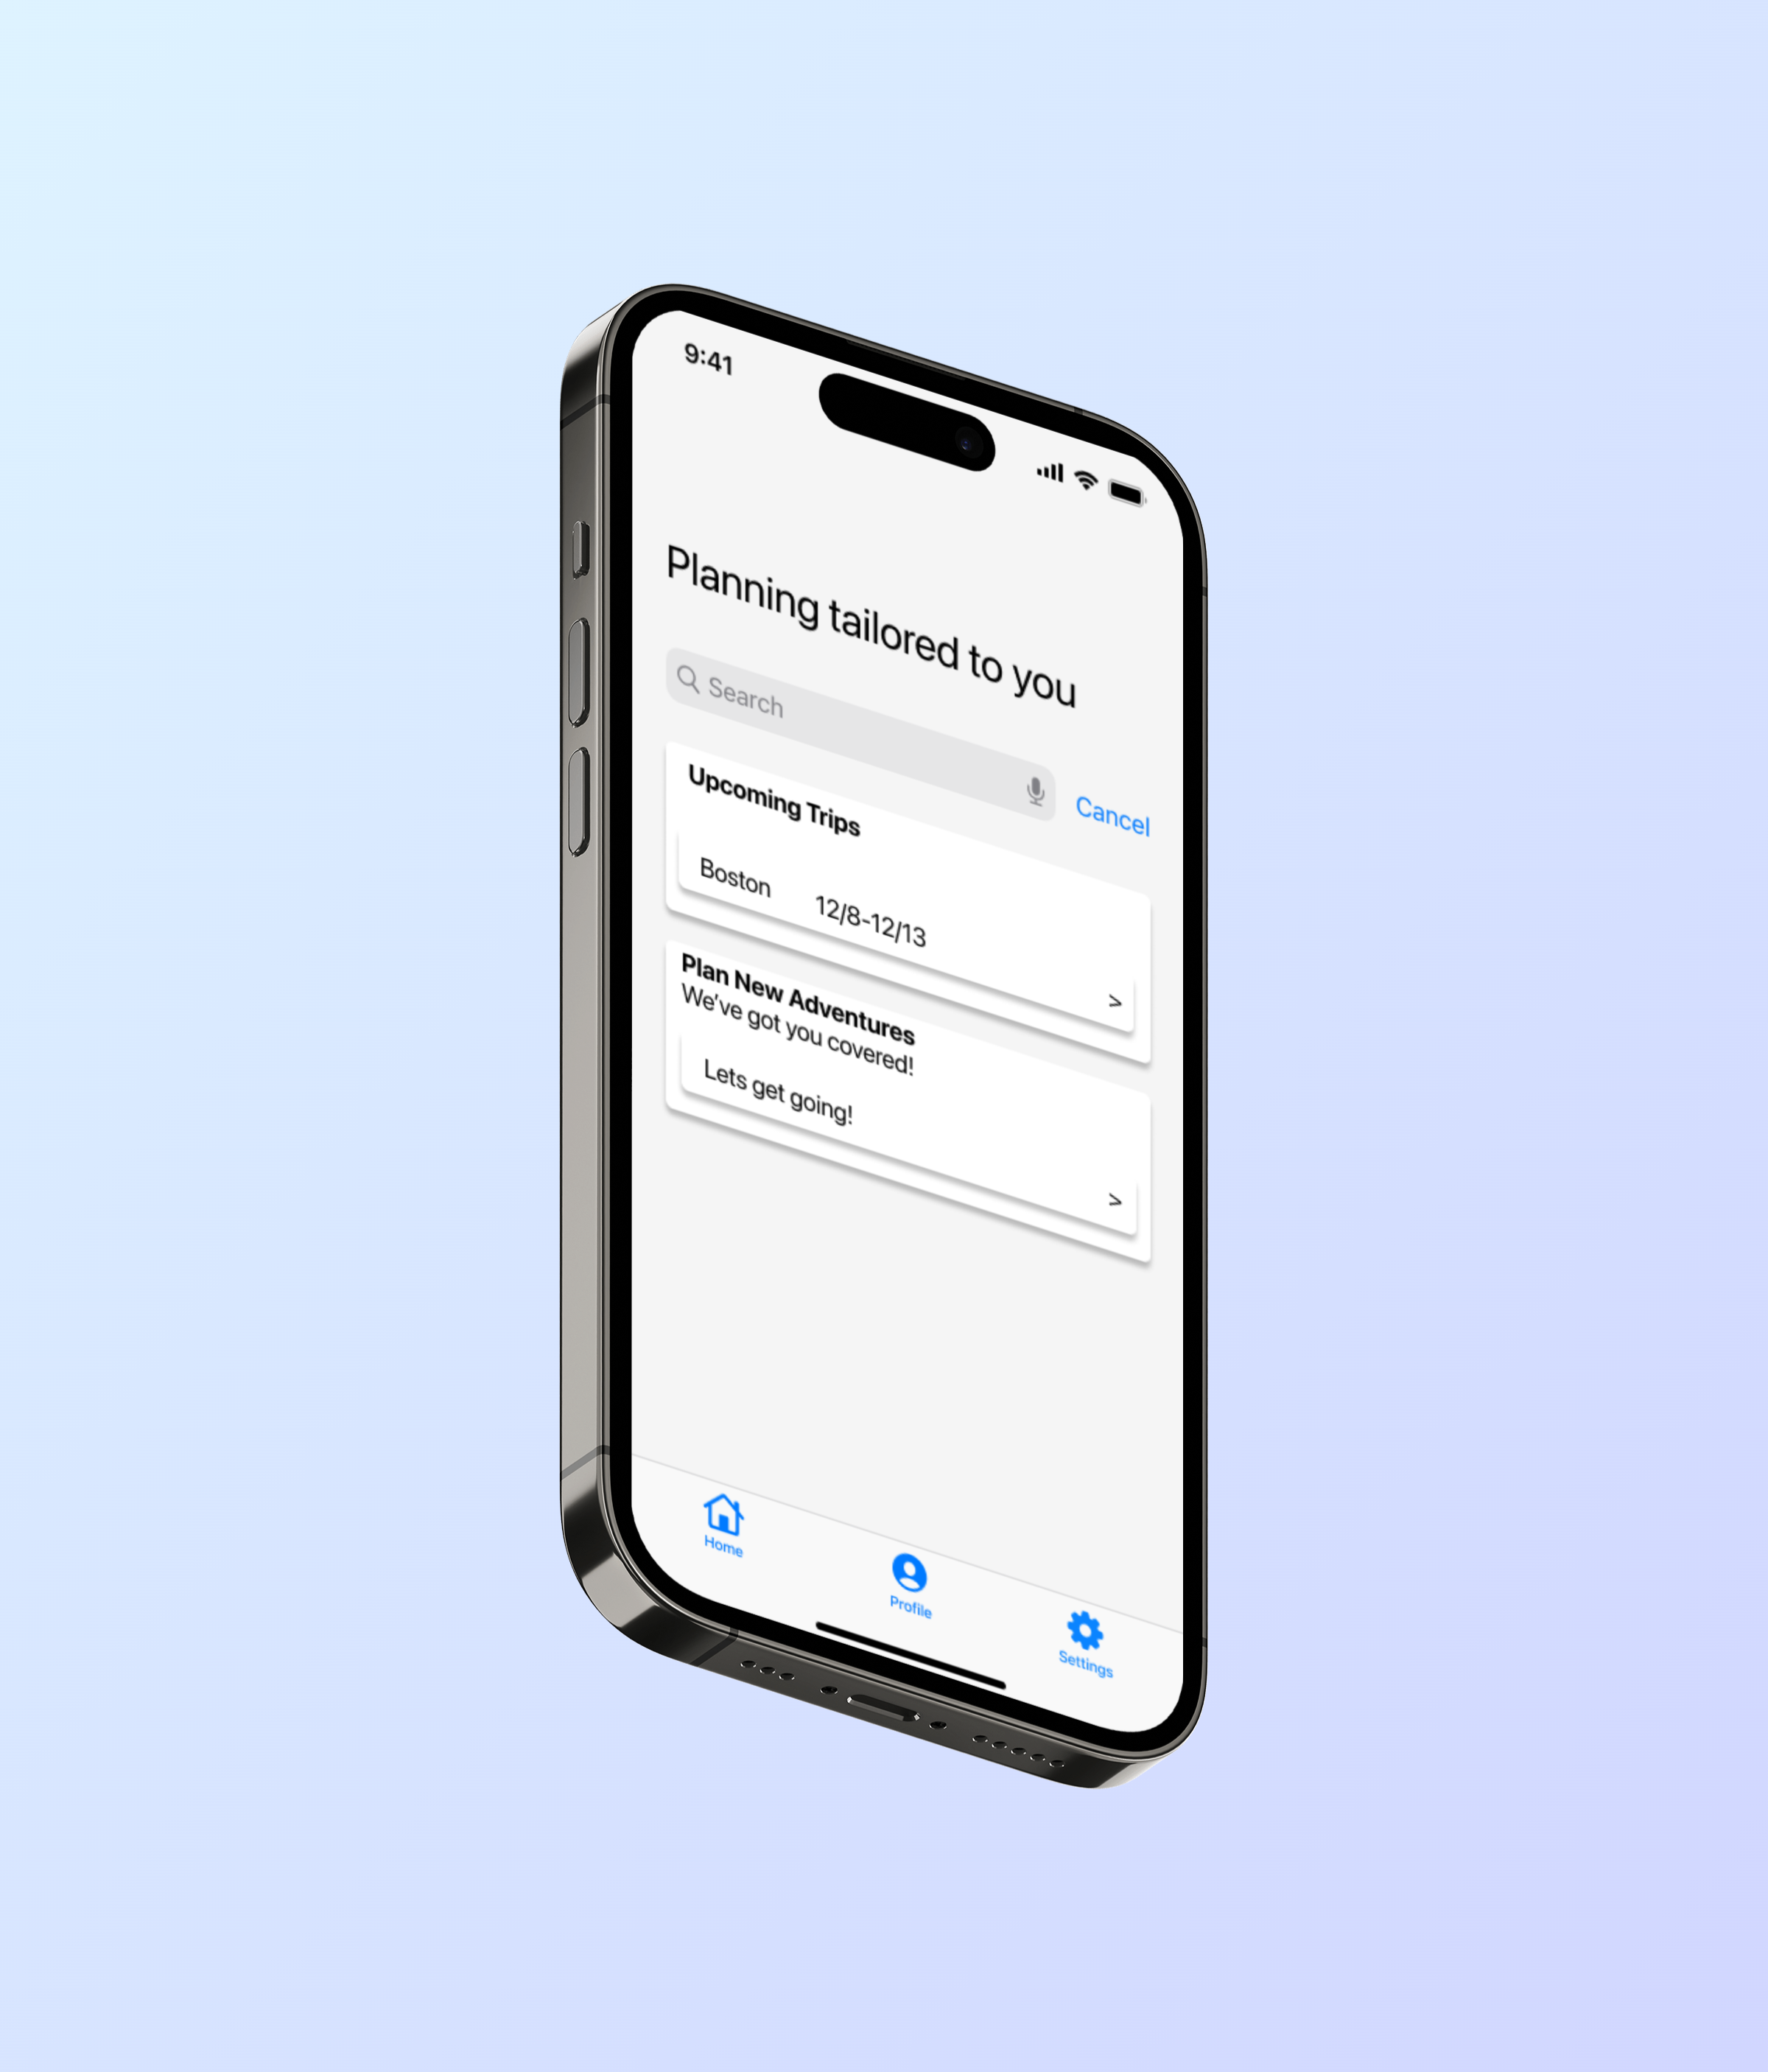 9:41
Planning tailored to you
Search
Cancel
Upcoming Trips
Boston 12/8-12/13
>
Plan New Adventures
We've got you covered!
Lets get going!
>
Home
Profile
Settings